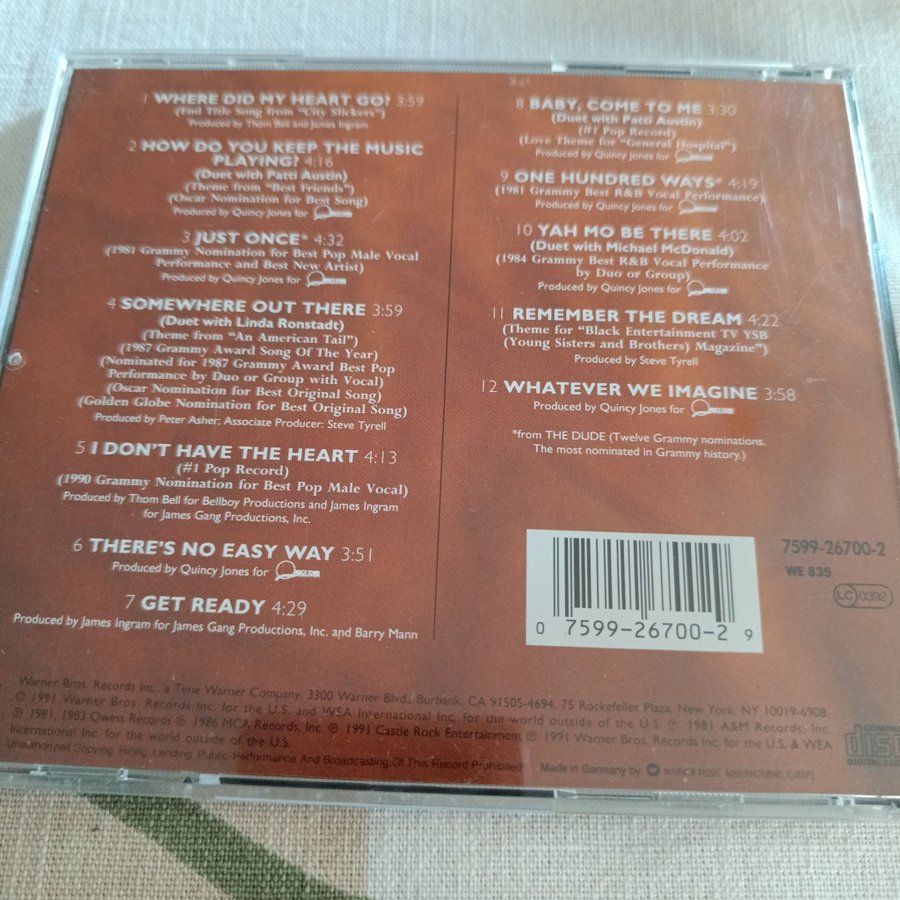 1 WHERE DID MY HEART GO? 3:59
(End Title Song from "City Slickers")
Produced by Thom Bell and James Ingram
2 HOW DO YOU KEEP THE MUSIC
PLAYING? 4:16
(Duet with Patti Austin)
(Theme from "Best Friends")
(Oscar Nomination for Best Song)
Produced by Quincy Jones for
3 JUST ONCE* 4:32
(1981 Grammy Nomination for Best Pop Male Vocal
Performance and Best New Artist)
Produced by Quincy Jones for
4 SOMEWHERE OUT THERE 3:59
(Duet with Linda Ronstadt)
(Theme from "An American Tail")
(1987 Grammy Award Song Of The Year)
(Nominated for 1987 Grammy Award Best Pop
Performance by Duo or Group with Vocal)
(Oscar Nomination for Best Original Song)
(Golden Globe Nomination for Best Original Song)
Produced by Peter Asher; Associate Producer: Steve Tyrell
5 I DON'T HAVE THE HEART 4:13
(#1 Pop Record)
(1990 Grammy Nomination for Best Pop Male Vocal)
Produced by Thom Bell for Bellboy Productions and James Ingram
for James Gang Productions, Inc.
6 THERE'S NO EASY WAY 3:51
Produced by Quincy Jones for
7 GET READY 4:29
Produced by James Ingram for James Gang Productions, Inc. and Barry Mann
8 BABY, COME TO ME 3:30
(Duet with Patti Austin)
(#1 Pop Record)
(Love Theme for "General Hospital")
Produced by Quincy Jones for
9 ONE HUNDRED WAYS* 4:19
(1981 Grammy Best R&B Vocal Performance)
Produced by Quincy Jones for
10 YAH MO BE THERE 4:02
(Duet with Michael McDonald)
(1984 Grammy Best R&B Vocal Performance
by Duo or Group)
Produced by Quincy Jones for
11 REMEMBER THE DREAM 4:22
(Theme for "Black Entertainment TV YSB
(Young Sisters and Brothers) Magazine")
Produced by Steve Tyrell
12 WHATEVER WE IMAGINE 3:58
Produced by Quincy Jones for
*from THE DUDE (Twelve Grammy nominations.
The most nominated in Grammy history.)
7599-26700-2
WE 835
LC 0392
0 7599-26700-2 9
Warner Bros. Records Inc., a Time Warner Company, 3300 Warner Blvd., Burbank, CA 91505-4694. 75 Rockefeller Plaza, New York, NY 10019-6908.
© 1991 Warner Bros. Records Inc. for the U.S. and WEA International Inc. for the world outside of the U.S. ℗ 1981 A&M Records, Inc.
℗ 1981, 1983 Qwest Records ℗ 1986 MCA Records, Inc. ℗ 1991 Castle Rock Entertainment ℗ 1991 Warner Bros. Records Inc. for the U.S. & WEA
International Inc. for the world outside of the U.S.
Unauthorized Copying, Hiring, Lending, Public Performance And Broadcasting Of This Record Prohibited. Made in Germany by WARNER MUSIC MANUFACTURING EUROPE
COMPACT
disc
DIGITAL AUDIO